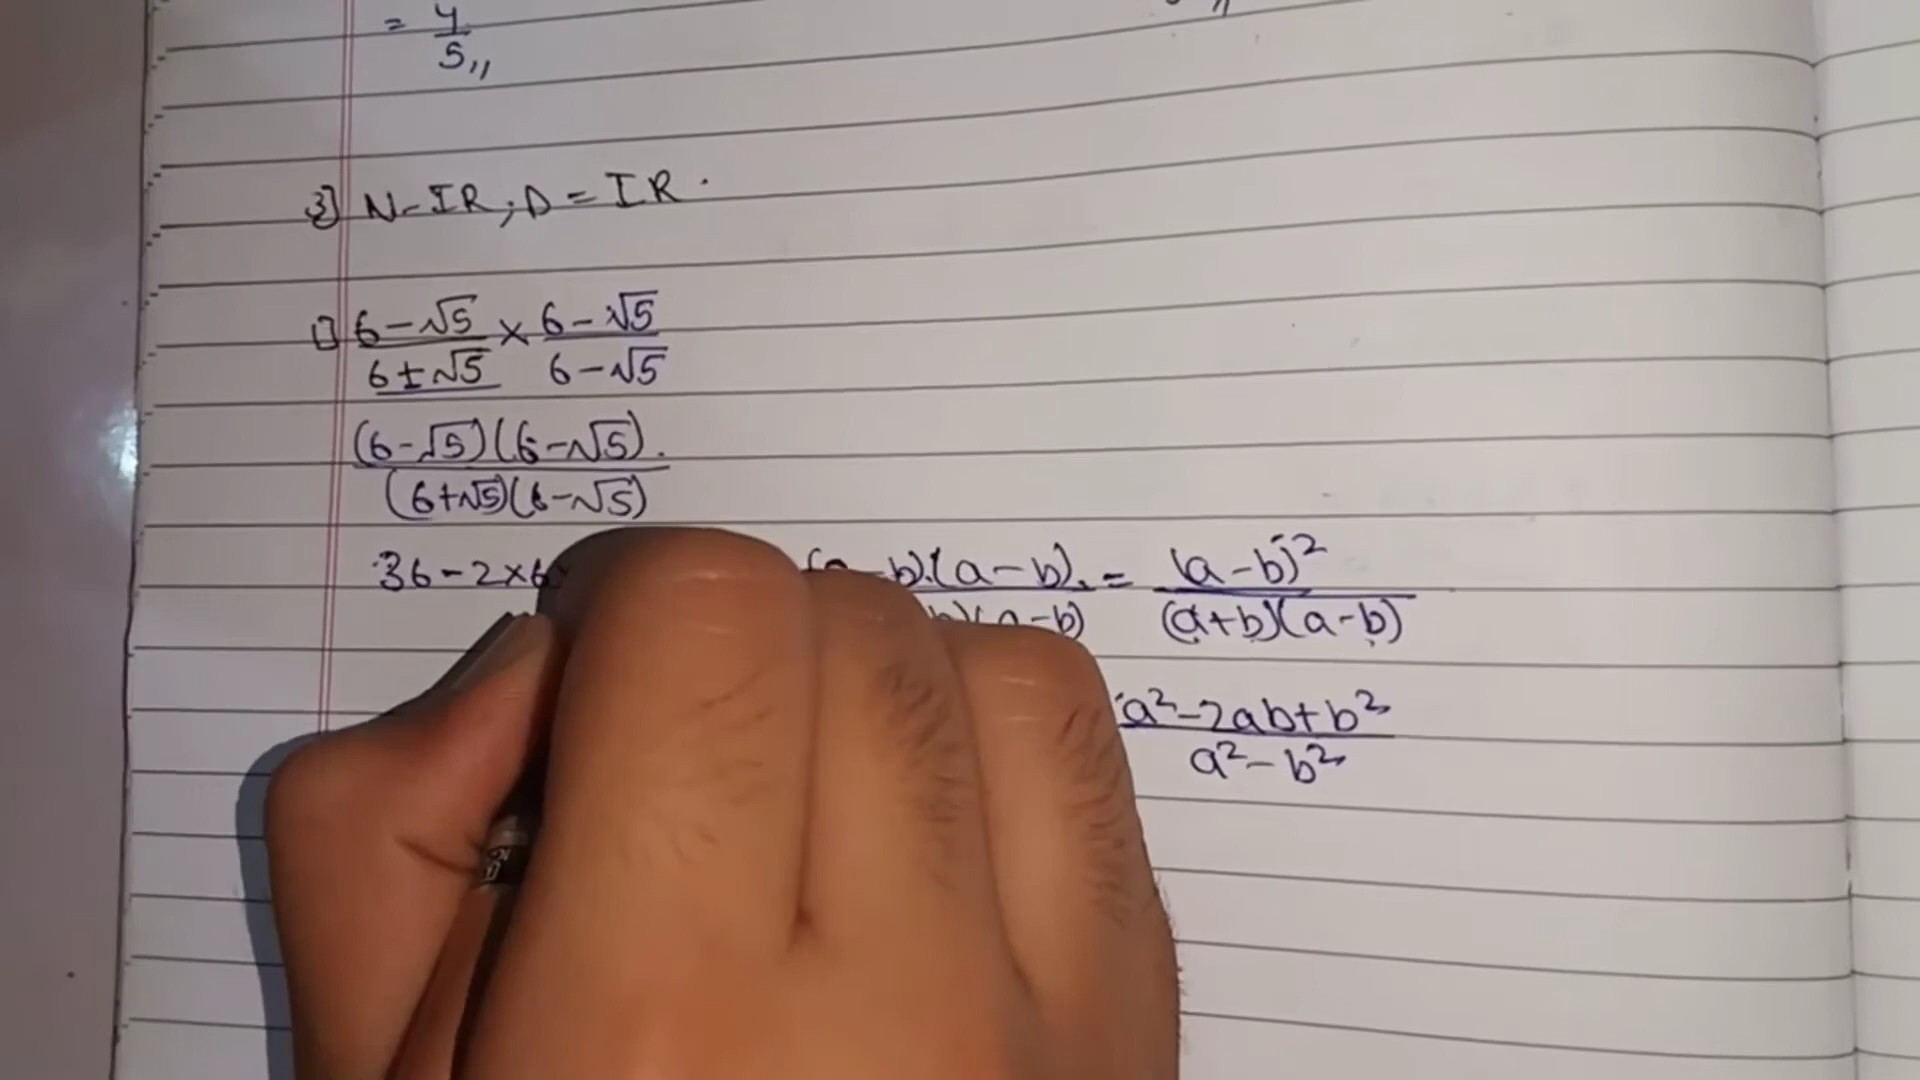 = 4/5 //
3] N-IR; D = IR.
1] 6-√5/6+√5 × 6-√5/6-√5
(6-√5)(6-√5)./(6+√5)(6-√5)
36-2×6
-b).(a-b). = (a-b)²/(a+b)(a-b)
b)(a-b)
a²-2ab+b²/a²-b²